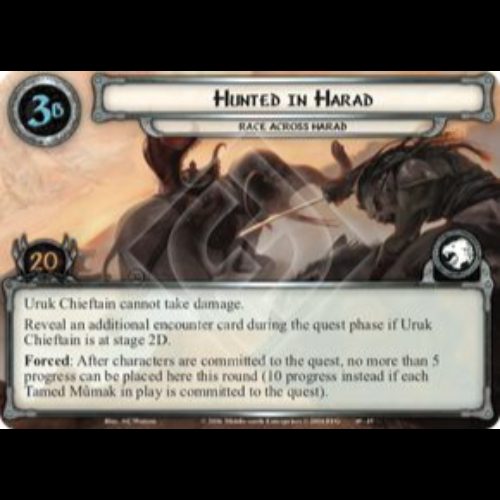 3B
HUNTED IN HARAD
RACE ACROSS HARAD
20
Uruk Chieftain cannot take damage.
Reveal an additional encounter card during the quest phase if Uruk
Chieftain is at stage 2D.
Forced: After characters are committed to the quest, no more than 5
progress can be placed here this round (10 progress instead if each
Tamed Mûmak in play is committed to the quest).